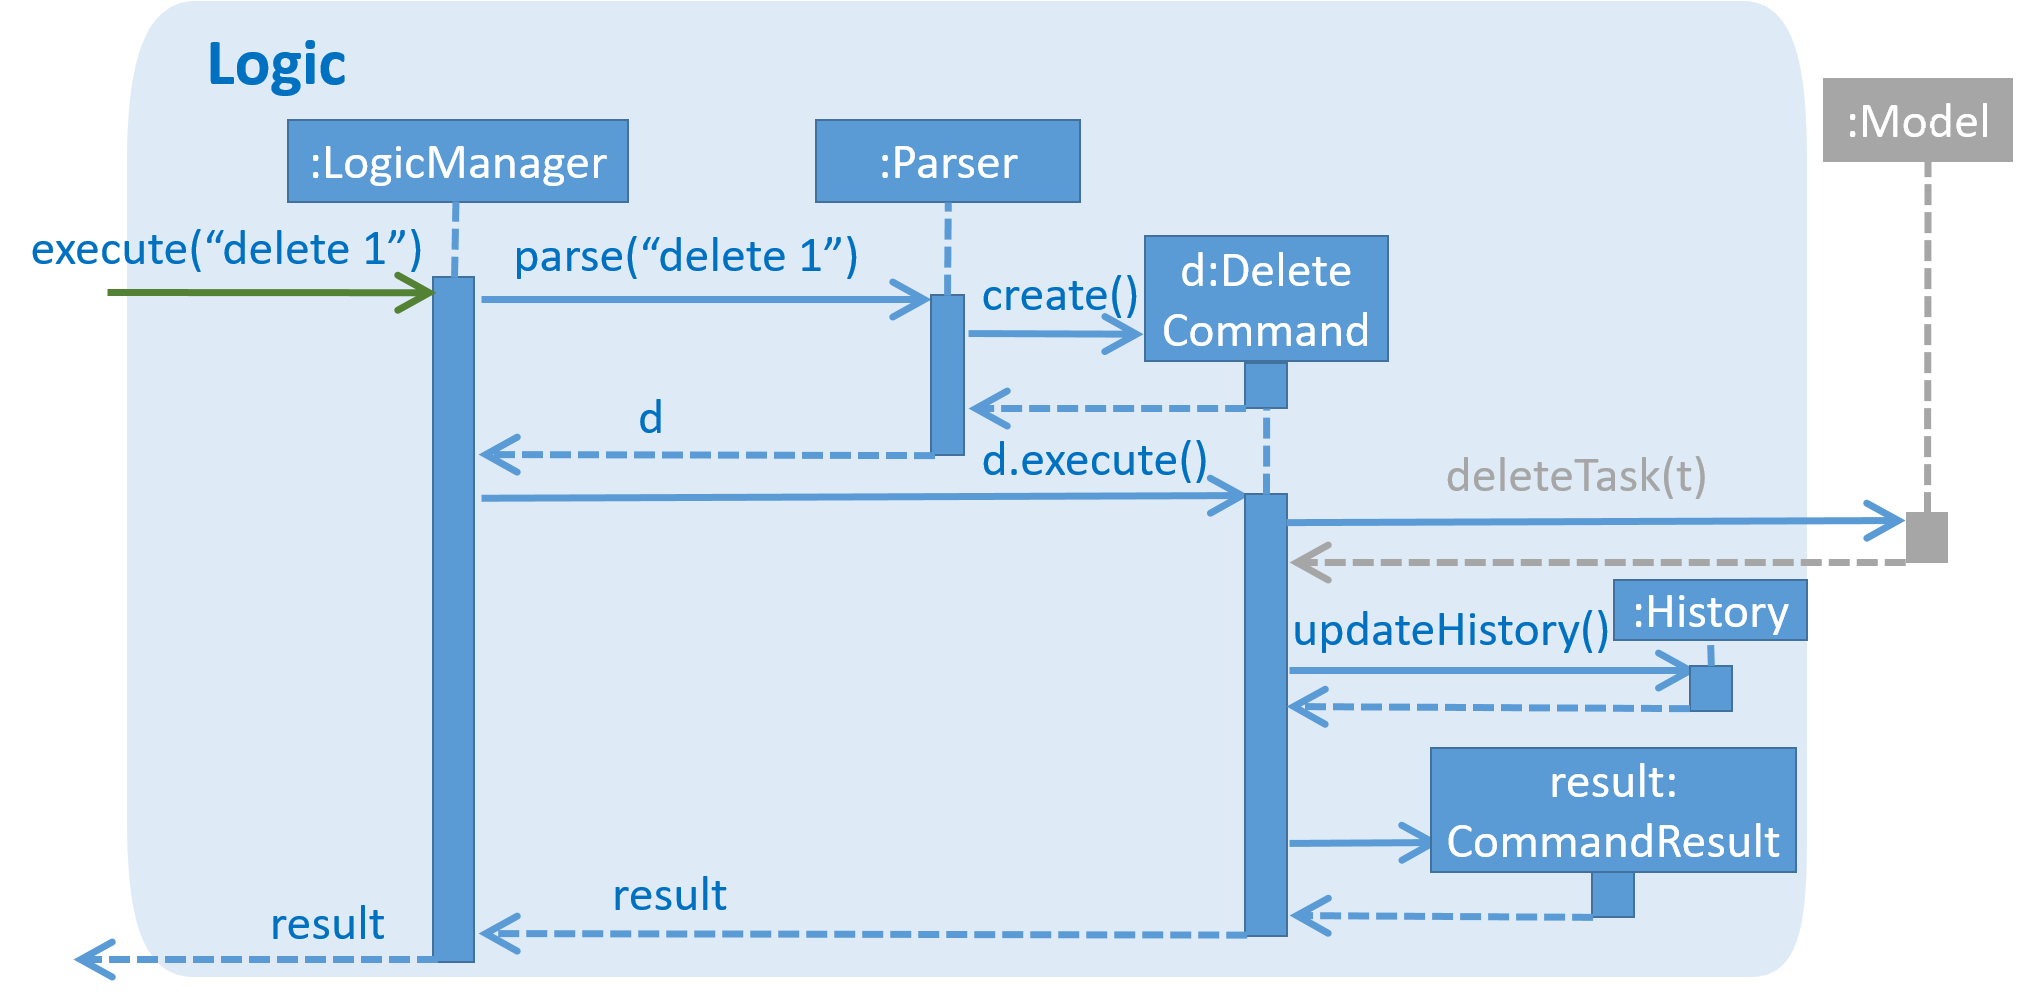 Logic
:Model
:LogicManager
:Parser
execute(“delete 1”)
parse(“delete 1”)
create()
d:Delete
Command
d
d.execute()
deleteTask(t)
:History
updateHistory()
result:
CommandResult
result
result